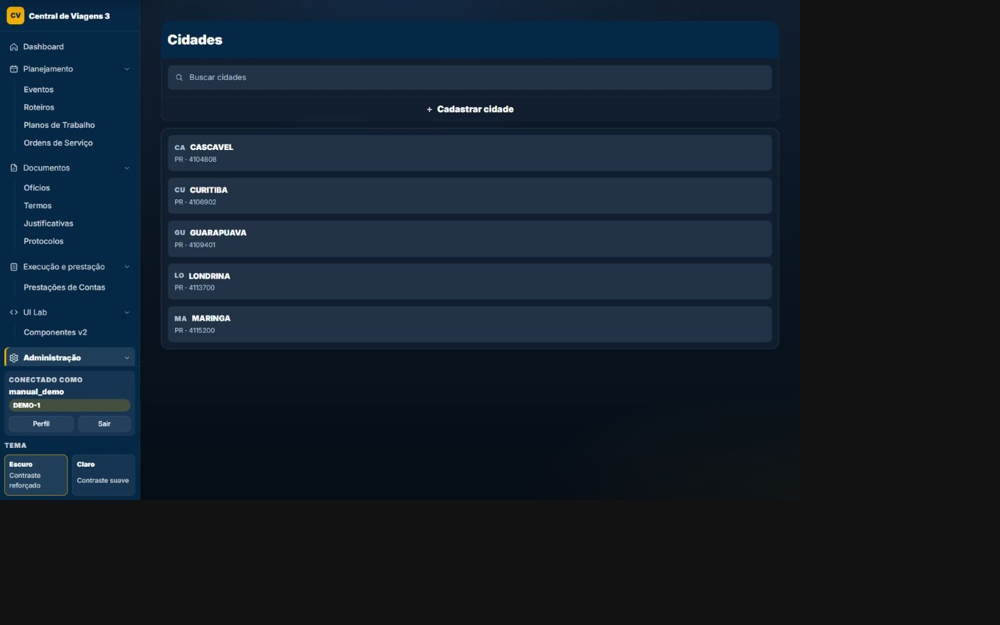 CV Central de Viagens 3
Dashboard
Planejamento
Eventos
Roteiros
Planos de Trabalho
Ordens de Serviço
Documentos
Ofícios
Termos
Justificativas
Protocolos
Execução e prestação
Prestações de Contas
UI Lab
Componentes v2
Administração
CONECTADO COMO
manual_demo
DEMO-1
Perfil Sair
TEMA
Escuro
Contraste
reforçado
Claro
Contraste suave
Cidades
Buscar cidades
+ Cadastrar cidade
CA CASCAVEL
PR · 4104808
CU CURITIBA
PR · 4106902
GU GUARAPUAVA
PR · 4109401
LO LONDRINA
PR · 4113700
MA MARINGA
PR · 4115200